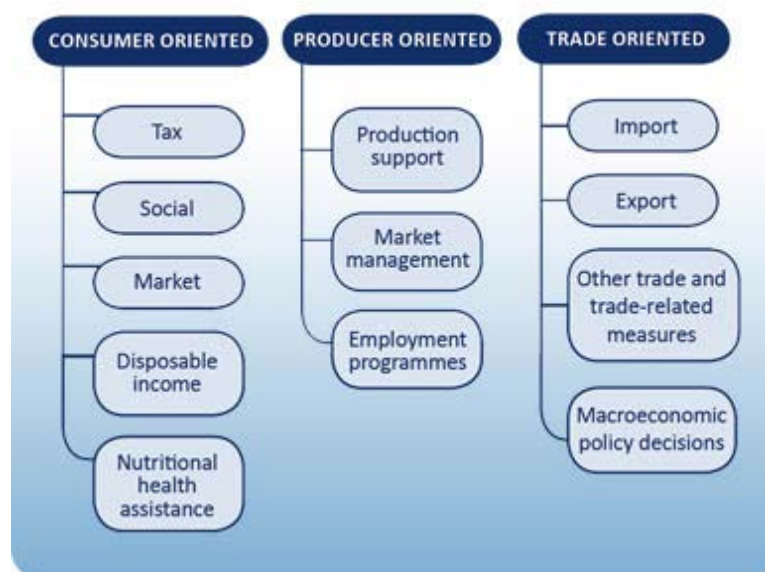 CONSUMER ORIENTED
Tax
Social
Market
Disposable
income
Nutritional
health
assistance
PRODUCER ORIENTED
Production
support
Market
management
Employment
programmes
TRADE ORIENTED
Import
Export
Other trade and
trade-related
measures
Macroeconomic
policy decisions